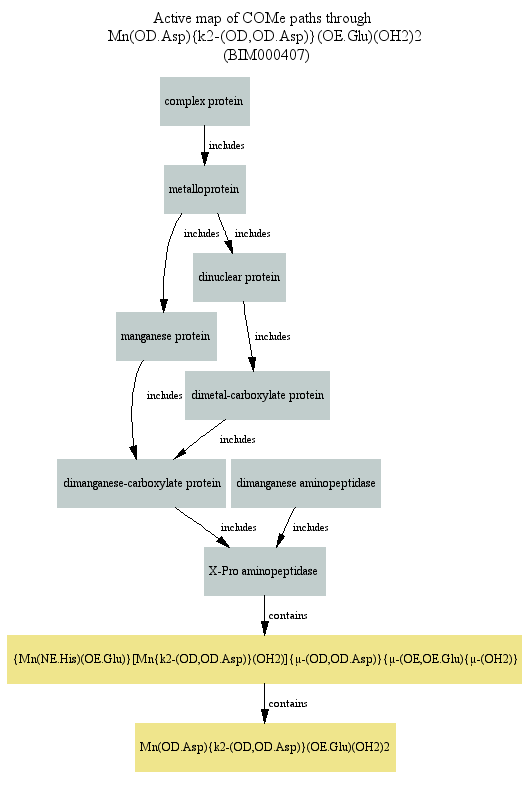 Active map of COMe paths through
Mn(OD.Asp){k2-(OD,OD.Asp)}(OE.Glu)(OH2)2
(BIM000407)
complex protein
includes
metalloprotein
includes includes
dinuclear protein
manganese protein
includes
dimetal-carboxylate protein
includes
includes
dimanganese-carboxylate protein
dimanganese aminopeptidase
includes includes
X-Pro aminopeptidase
contains
{Mn(NE.His)(OE.Glu)}[Mn{k2-(OD,OD.Asp)}(OH2)]{μ-(OD,OD.Asp)}{μ-(OE,OE.Glu){μ-(OH2)}
contains
Mn(OD.Asp){k2-(OD,OD.Asp)}(OE.Glu)(OH2)2